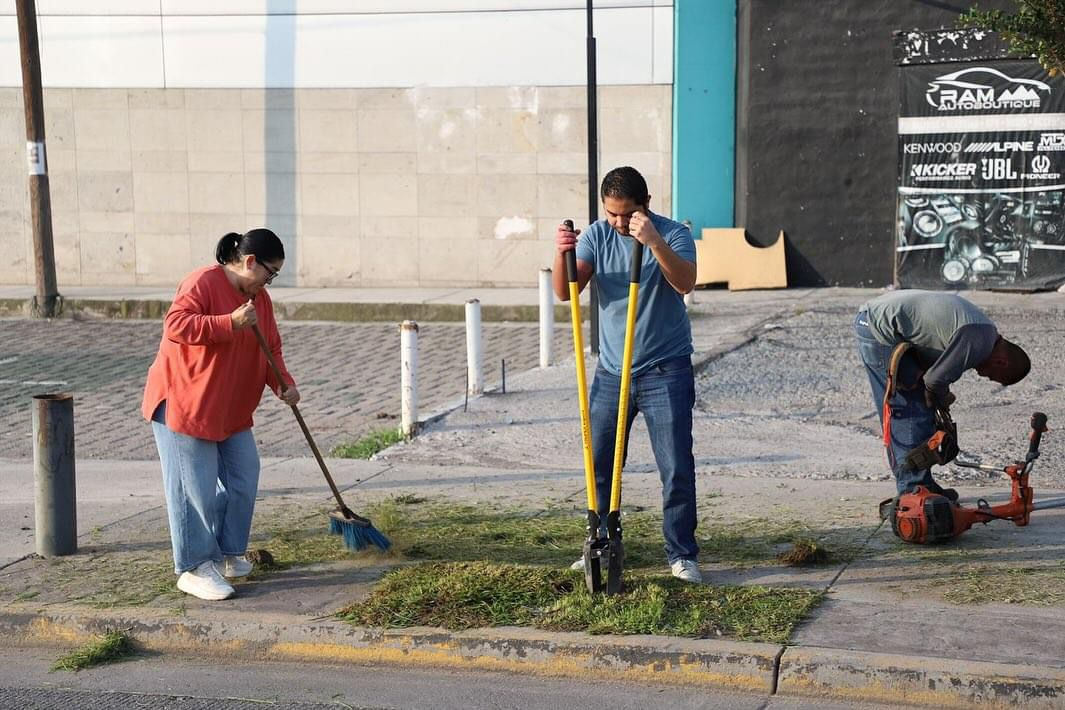 RAM
AUTOBOUTIQUE
KENWOOD ALPINE
KICKER JBL PIONEER